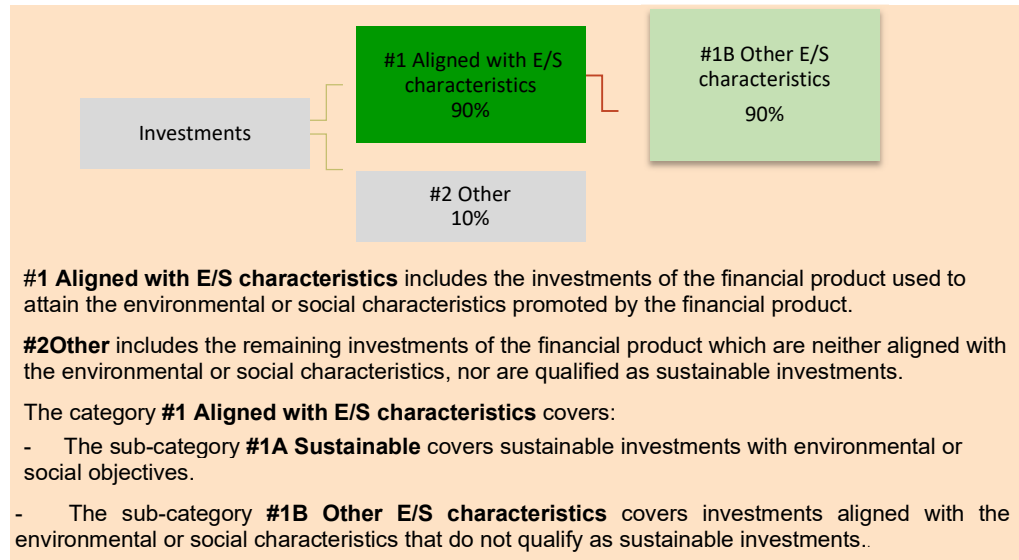 #1 Aligned with E/S
characteristics
90%
#1B Other E/S
characteristics
90%
Investments
#2 Other
10%
#1 Aligned with E/S characteristics includes the investments of the financial product used to
attain the environmental or social characteristics promoted by the financial product.
#2Other includes the remaining investments of the financial product which are neither aligned with
the environmental or social characteristics, nor are qualified as sustainable investments.
The category #1 Aligned with E/S characteristics covers:
- The sub-category #1A Sustainable covers sustainable investments with environmental or
social objectives.
- The sub-category #1B Other E/S characteristics covers investments aligned with the
environmental or social characteristics that do not qualify as sustainable investments..